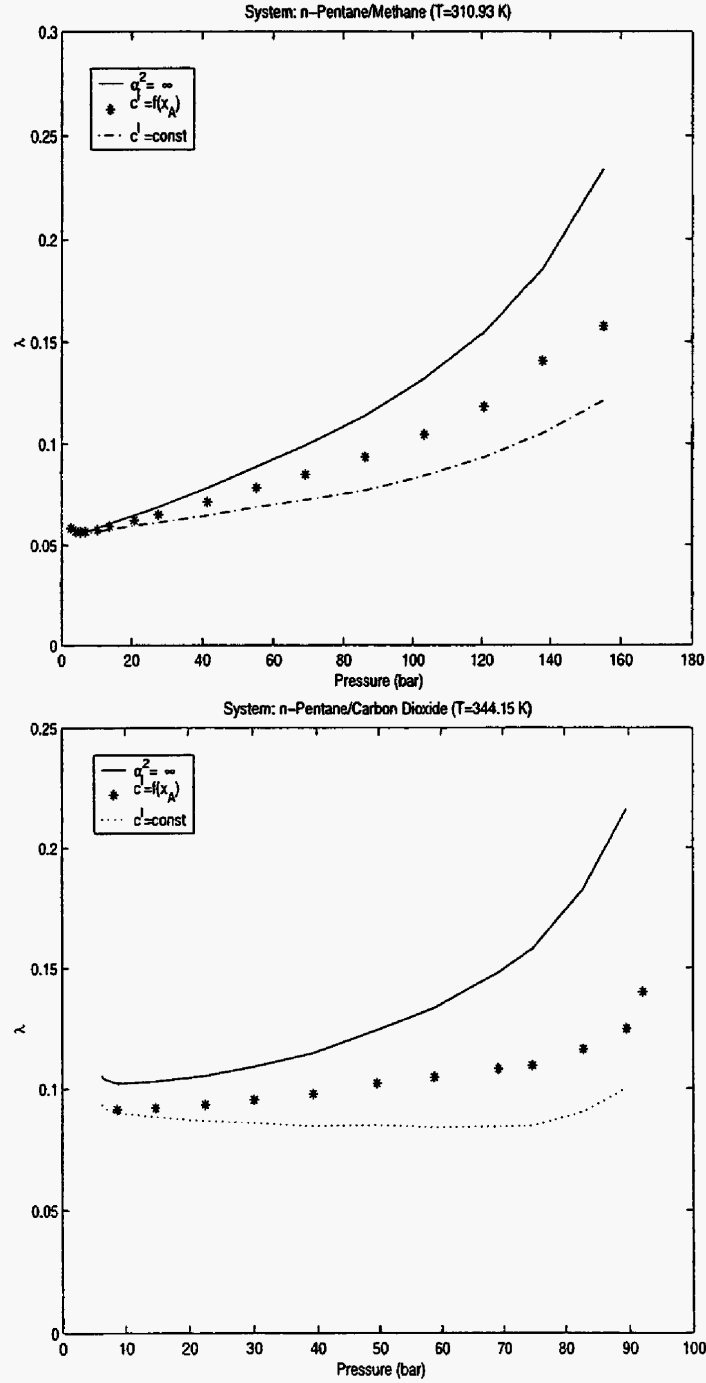 System: n-Pentane/Methane (T=310.93 K)
0.3
α²= ∞
c^l=f(x_A)
c^l=const
0.25
0.2
λ
0.15
0.1
0.05
0
0 20 40 60 80 100 120 140 160 180
Pressure (bar)
System: n-Pentane/Carbon Dioxide (T=344.15 K)
0.25
α²= ∞
c^l=f(x_A)
c^l=const
0.2
0.15
λ
0.1
0.05
0
0 10 20 30 40 50 60 70 80 90 100
Pressure (bar)